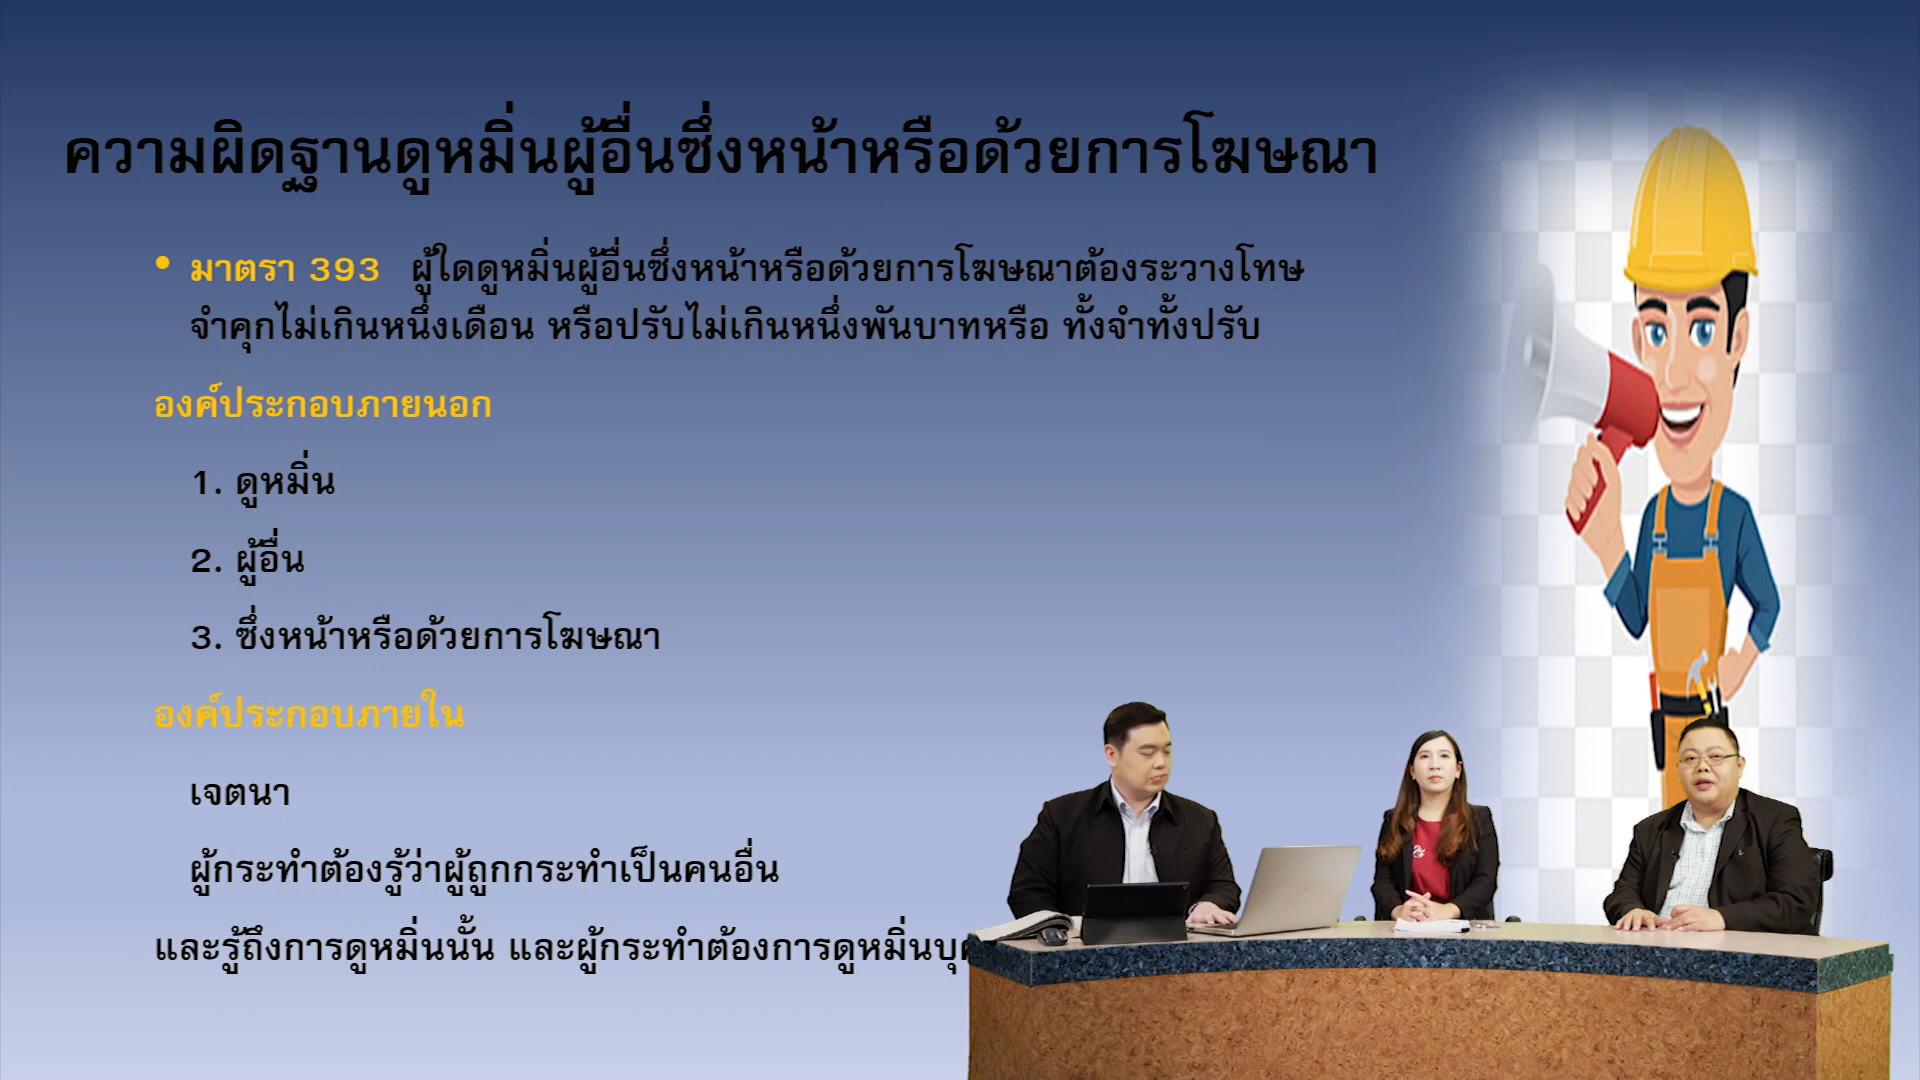 ความผิดฐานดูหมิ่นผู้อื่นซึ่งหน้าหรือด้วยการโฆษณา
• มาตรา 393 ผู้ใดดูหมิ่นผู้อื่นซึ่งหน้าหรือด้วยการโฆษณาต้องระวางโทษ
จำคุกไม่เกินหนึ่งเดือน หรือปรับไม่เกินหนึ่งพันบาทหรือ ทั้งจำทั้งปรับ
องค์ประกอบภายนอก
1. ดูหมิ่น
2. ผู้อื่น
3. ซึ่งหน้าหรือด้วยการโฆษณา
องค์ประกอบภายใน
เจตนา
ผู้กระทำต้องรู้ว่าผู้ถูกกระทำเป็นคนอื่น
และรู้ถึงการดูหมิ่นนั้น และผู้กระทำต้องการดูหมิ่น